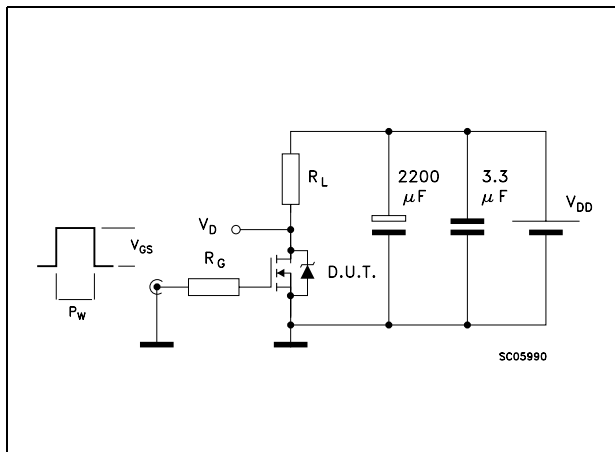 R_L
2200
μF
3.3
μF
V_DD
V_D
V_GS
R_G
D.U.T.
P_W
SC05990